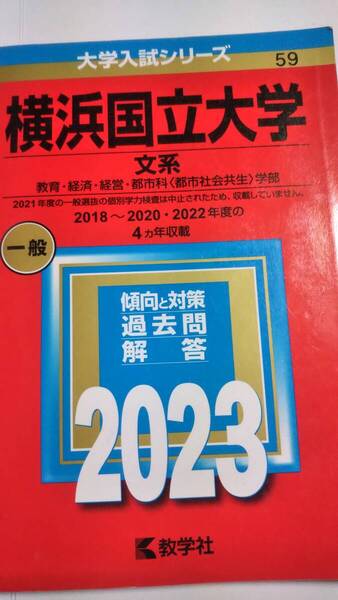 大学入試シリーズ
59
横浜国立大学
文系
教育・経済・経営・都市科〈都市社会共生〉学部
2021年度の一般選抜の個別学力検査は中止されたため、収載していません。
2018〜2020・2022年度の
4カ年収載
一般
傾向と対策
過去問
解答
2023
教学社